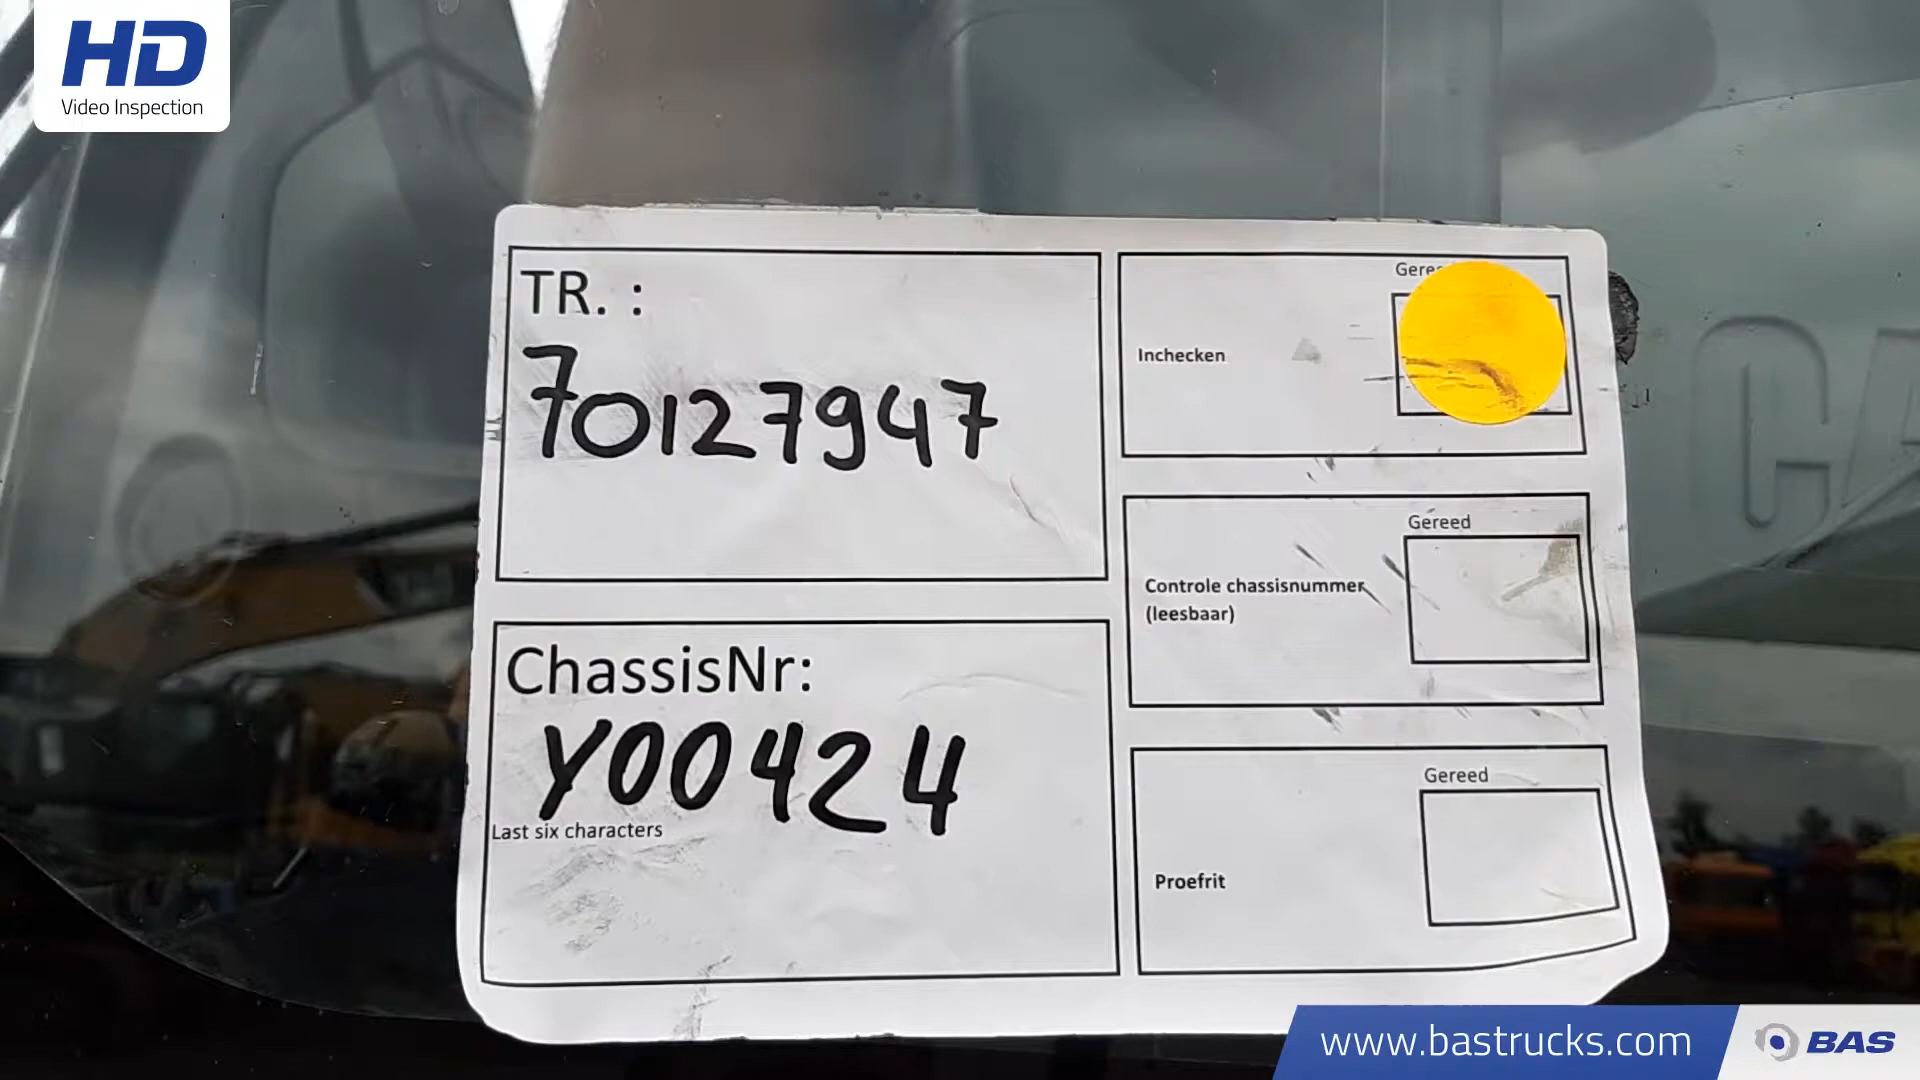 HD
Video Inspection
TR. :
70127947
ChassisNr:
Y00424
Last six characters
Inchecken
Controle chassisnummer
(leesbaar)
Gereed
Proefrit
Gereed
www.bastrucks.com
BAS